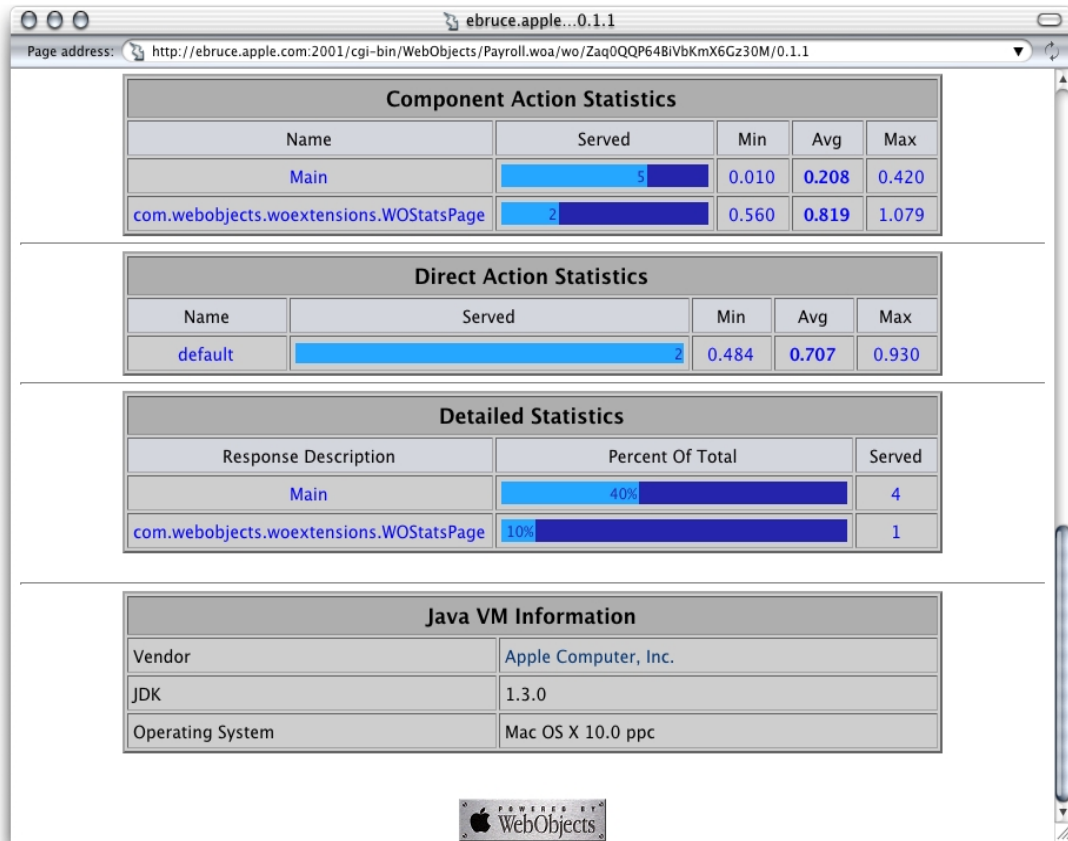 ebruce.apple...0.1.1
Page address: http://ebruce.apple.com:2001/cgi-bin/WebObjects/Payroll.woa/wo/Zaq0QQP64BiVbKmX6Gz30M/0.1.1
Component Action Statistics
Name Served Min Avg Max
Main 5 0.010 0.208 0.420
com.webobjects.woextensions.WOStatsPage 2 0.560 0.819 1.079
Direct Action Statistics
Name Served Min Avg Max
default 2 0.484 0.707 0.930
Detailed Statistics
Response Description Percent Of Total Served
Main 40% 4
com.webobjects.woextensions.WOStatsPage 10% 1
Java VM Information
Vendor Apple Computer, Inc.
JDK 1.3.0
Operating System Mac OS X 10.0 ppc
POWERED BY
WebObjects